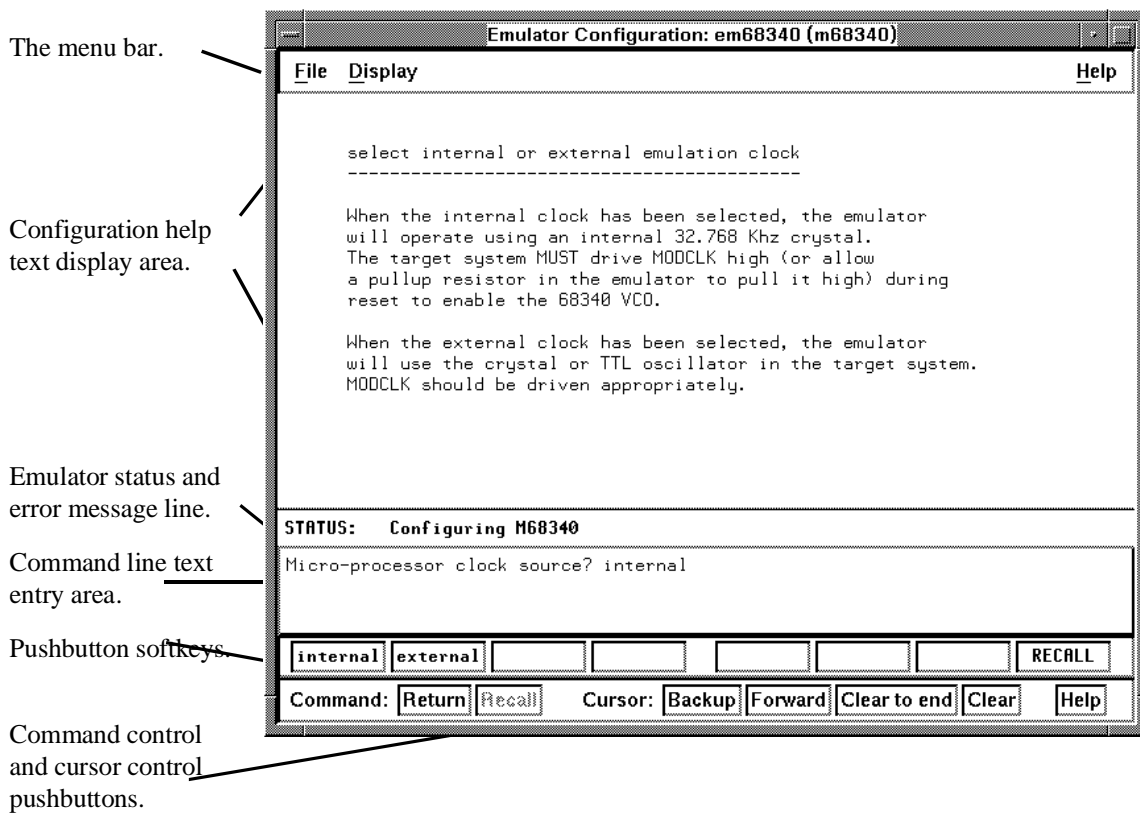 The menu bar.
Configuration help
text display area.
Emulator status and
error message line.
Command line text
entry area.
Pushbutton softkeys.
Command control
and cursor control
pushbuttons.
Emulator Configuration: em68340 (m68340)
File Display Help
select internal or external emulation clock
-------------------------------------------
When the internal clock has been selected, the emulator
will operate using an internal 32.768 Khz crystal.
The target system MUST drive MODCLK high (or allow
a pullup resistor in the emulator to pull it high) during
reset to enable the 68340 VCO.
When the external clock has been selected, the emulator
will use the crystal or TTL oscillator in the target system.
MODCLK should be driven appropriately.
STATUS: Configuring M68340
Micro-processor clock source? internal
internal external RECALL
Command: Return Recall Cursor: Backup Forward Clear to end Clear Help